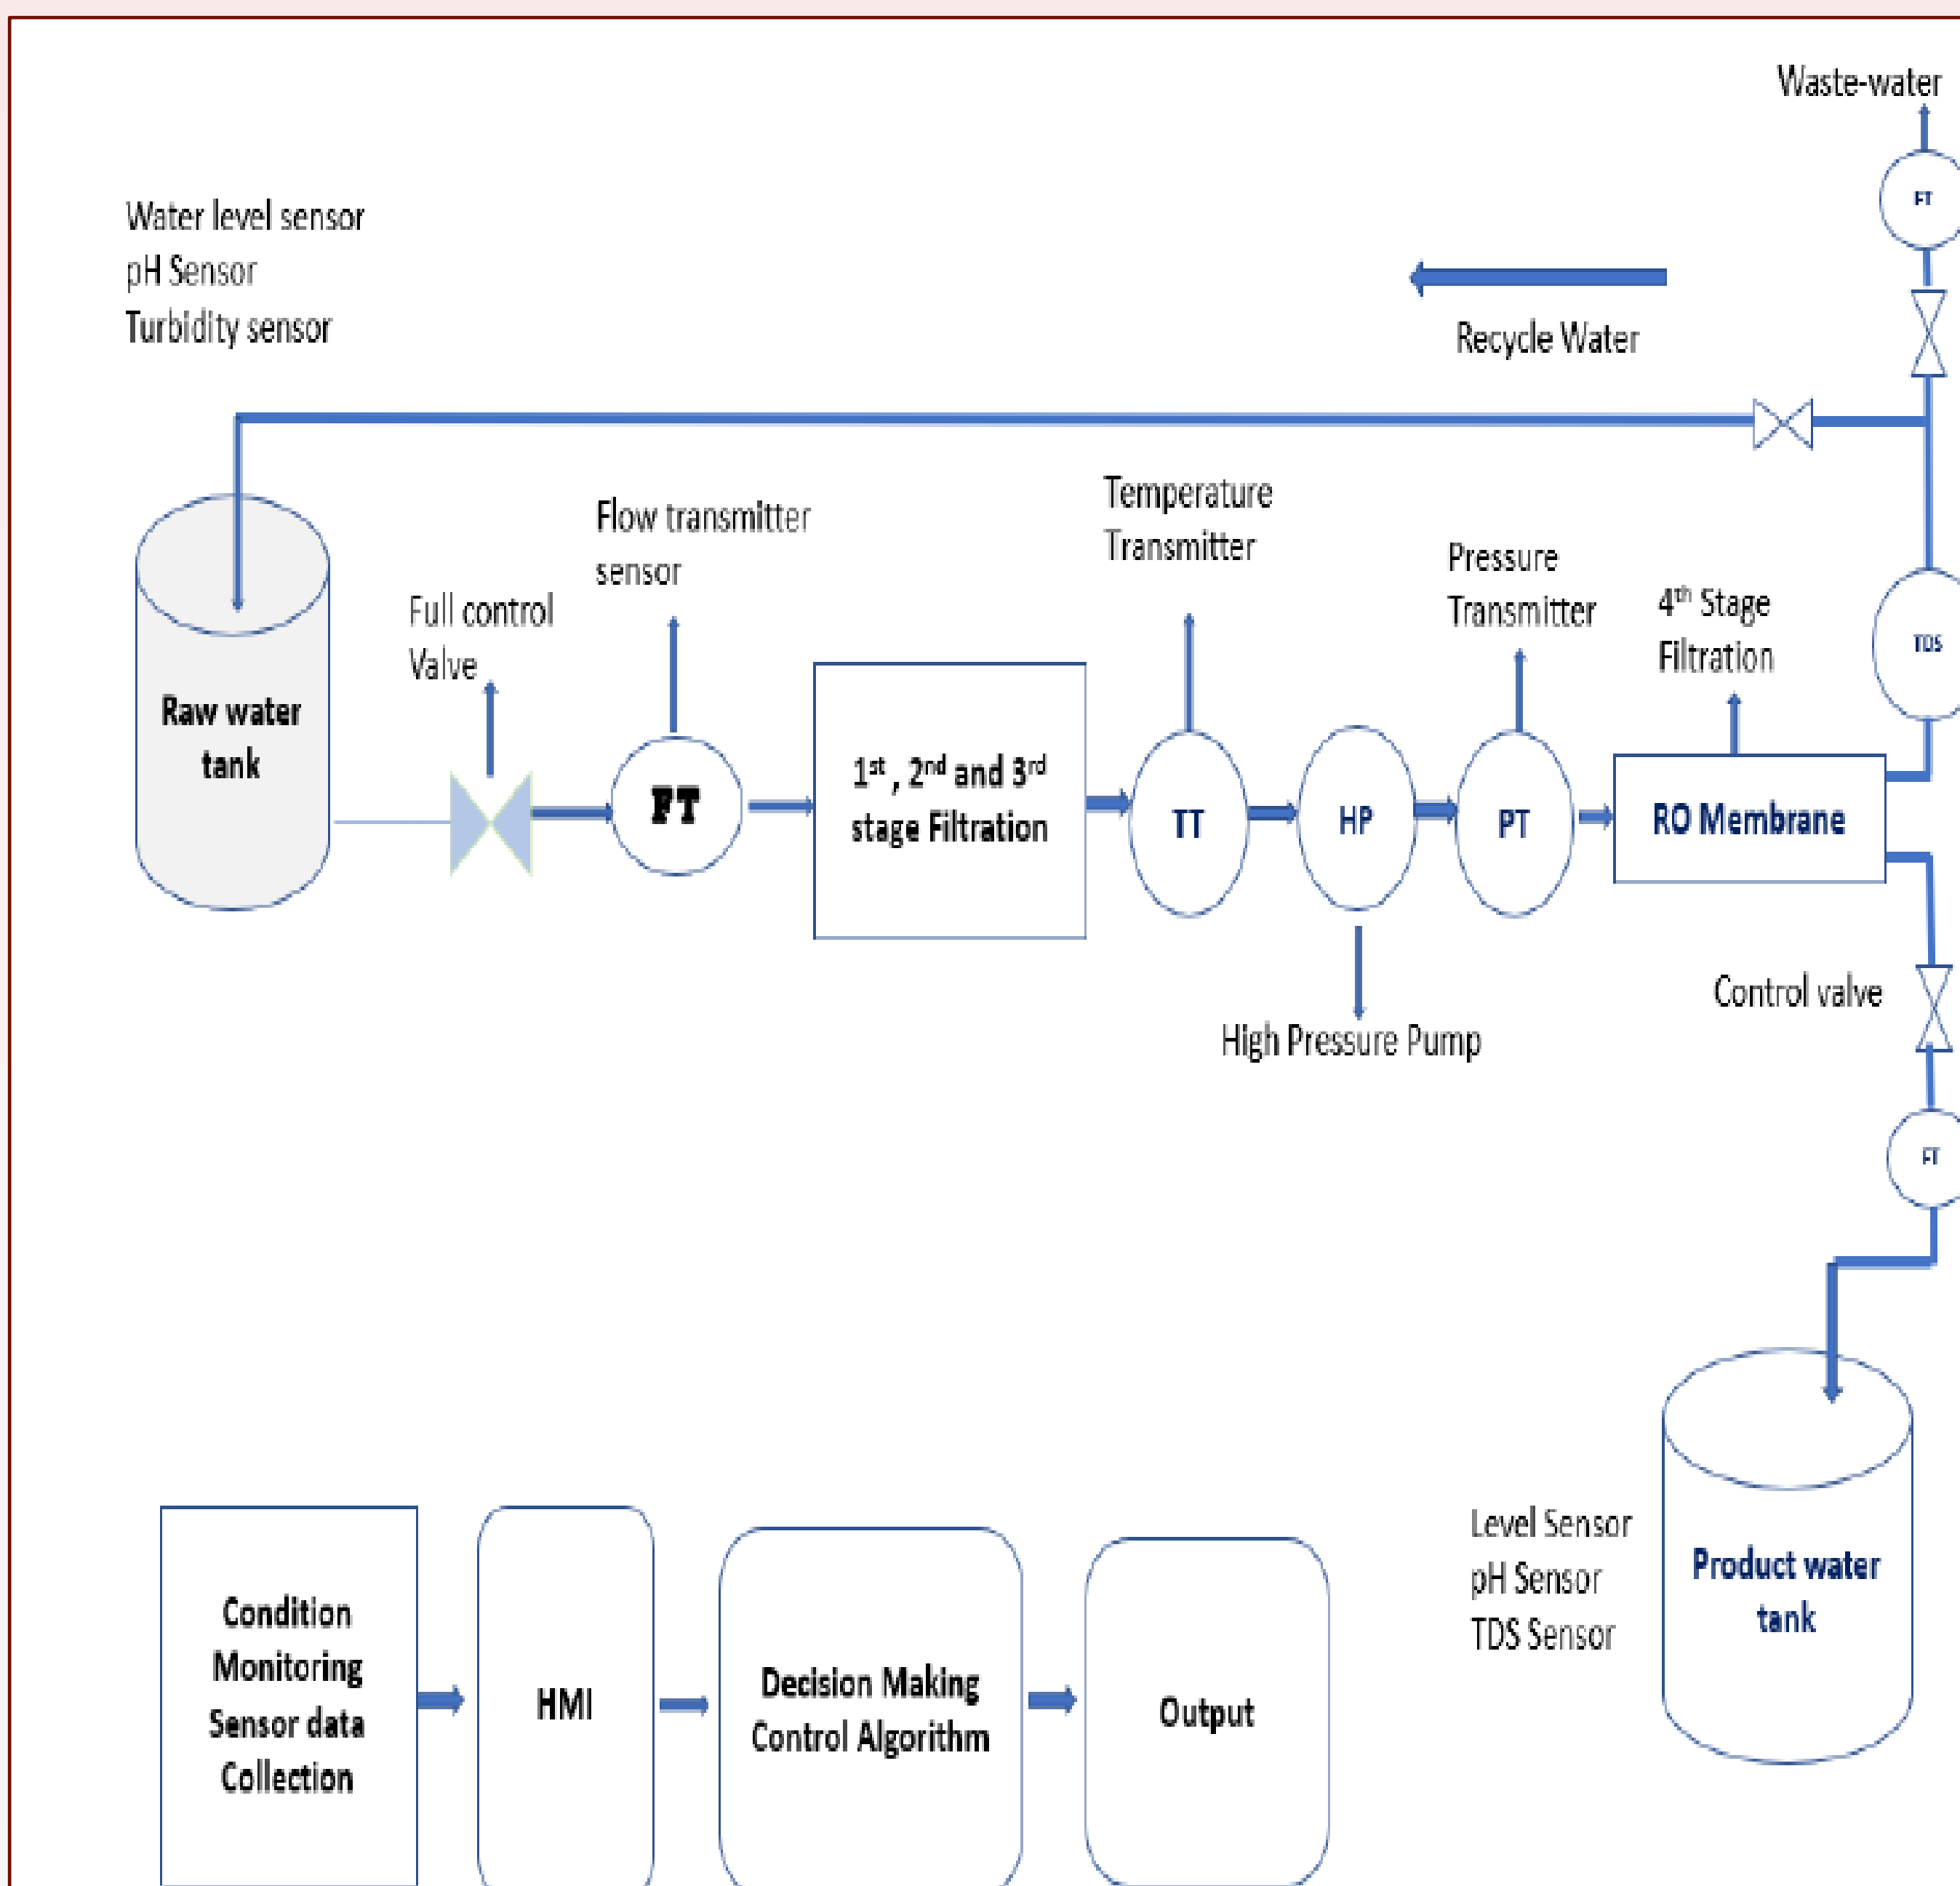 Waste-water
FT
Water level sensor
pH Sensor
Turbidity sensor
Recycle Water
Flow transmitter
sensor
Full control
Valve
Temperature
Transmitter
Pressure
Transmitter
4th Stage
Filtration
TDS
Raw water
tank
FT
1st , 2nd and 3rd
stage Filtration
TT
HP
PT
RO Membrane
High Pressure Pump
Control valve
FT
Level Sensor
pH Sensor
TDS Sensor
Product water
tank
Condition
Monitoring
Sensor data
Collection
HMI
Decision Making
Control Algorithm
Output